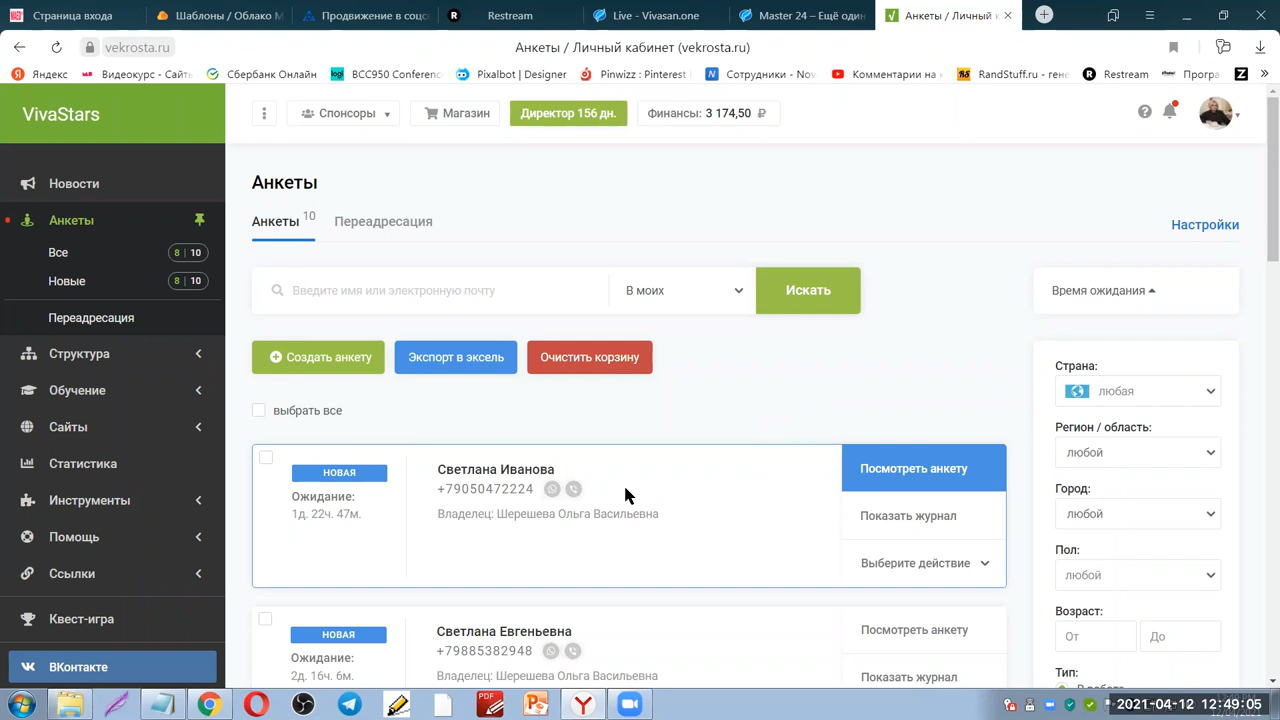 Страница входа
Шаблоны / Облако М
Продвижение в соцс
Restream
Live - Vivasan.one
Master 24 – Ещё один
Анкеты / Личный к
vekrosta.ru
Анкеты / Личный кабинет (vekrosta.ru)
Яндекс
Видеокурс - Сайты
Сбербанк Онлайн
BCC950 Conference
Pixalbot | Designer
Pinwizz : Pinterest
Сотрудники - Nov
Комментарии на к
RandStuff.ru - гене
Restream
Програ
VivaStars
Спонсоры
Магазин
Директор 156 дн.
Финансы: 3 174,50 ₽
Новости
Анкеты
Все 8 | 10
Новые 8 | 10
Переадресация
Структура
Обучение
Сайты
Статистика
Инструменты
Помощь
Ссылки
Квест-игра
ВКонтакте
Анкеты
Анкеты 10
Переадресация
Настройки
Введите имя или электронную почту
В моих
Искать
Время ожидания
Создать анкету
Экспорт в эксель
Очистить корзину
выбрать все
НОВАЯ
Ожидание:
1д. 22ч. 47м.
Светлана Иванова
+79050472224
Владелец: Шерешева Ольга Васильевна
Посмотреть анкету
Показать журнал
Выберите действие
НОВАЯ
Ожидание:
2д. 16ч. 6м.
Светлана Евгеньевна
+79885382948
Владелец: Шерешева Ольга Васильевна
Посмотреть анкету
Показать журнал
Страна:
любая
Регион / область:
любой
Город:
любой
Пол:
любой
Возраст:
От
До
Тип:
В работе
2021-04-12 12:49:05